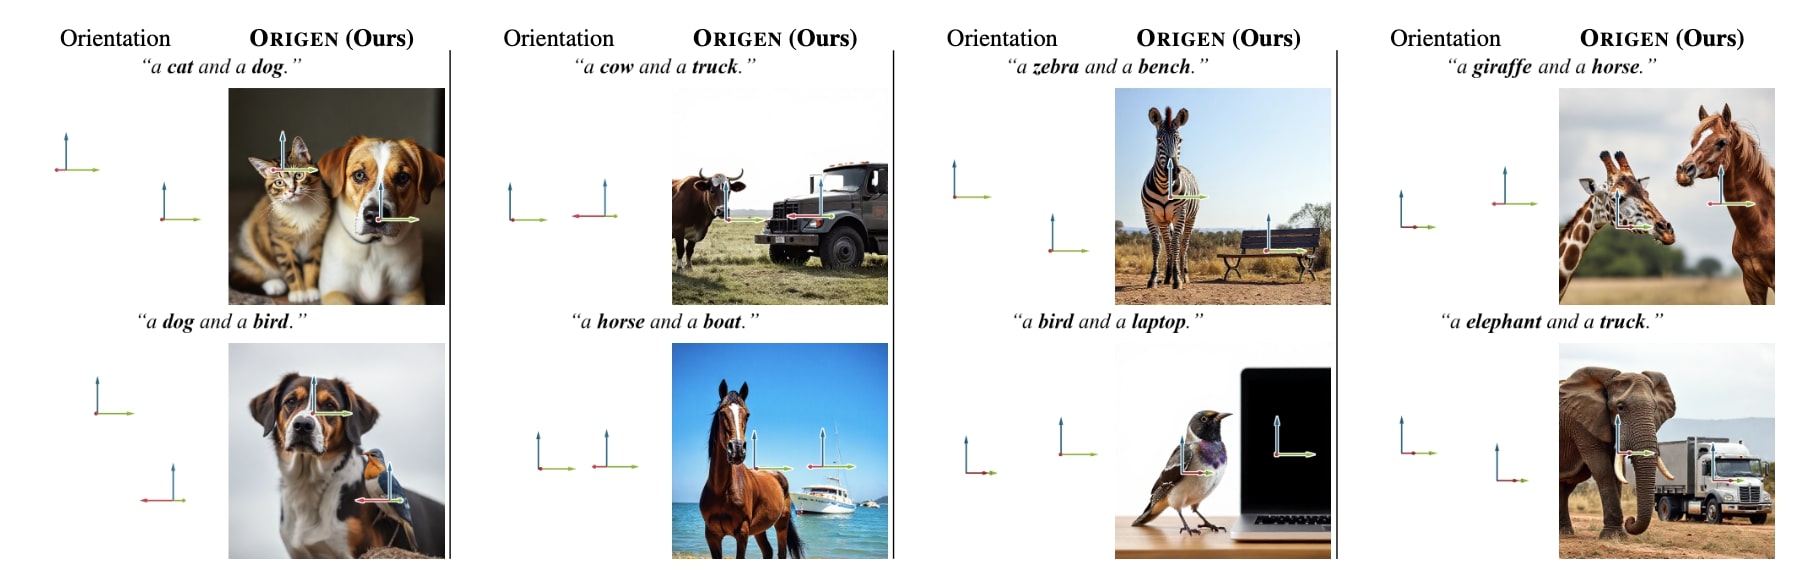 Orientation ORIGEN (Ours) Orientation ORIGEN (Ours) Orientation ORIGEN (Ours) Orientation ORIGEN (Ours)
“a cat and a dog.” “a cow and a truck.” “a zebra and a bench.” “a giraffe and a horse.”
“a dog and a bird.” “a horse and a boat.” “a bird and a laptop.” “a elephant and a truck.”